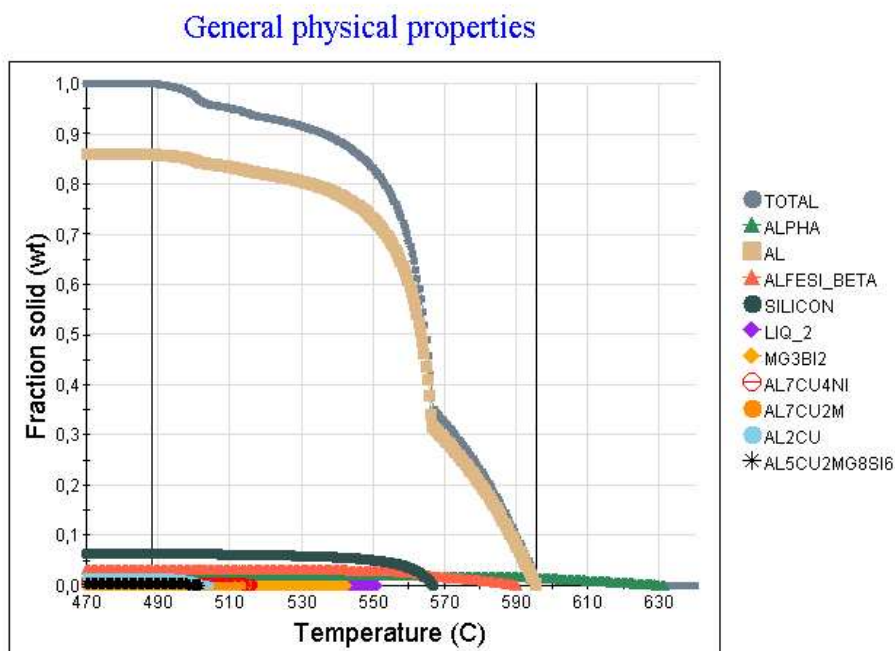 General physical properties
1,0
0,9
0,8
0,7
0,6
0,5
0,4
0,3
0,2
0,1
0,0
Fraction solid (wt)
470 490 510 530 550 570 590 610 630
Temperature (C)
TOTAL
ALPHA
AL
ALFESI_BETA
SILICON
LIQ_2
MG3BI2
AL7CU4NI
AL7CU2M
AL2CU
AL5CU2MG8SI6